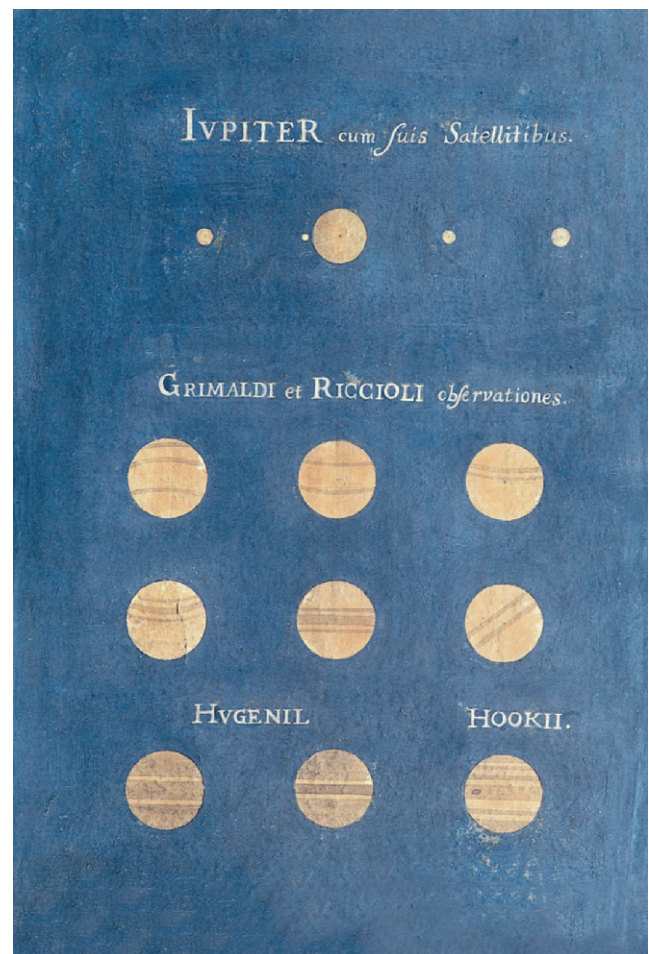 IVPITER cum ſuis Satellitibus.
GRIMALDI et RICCIOLI obſervationes.
HVGENIL HOOKII.